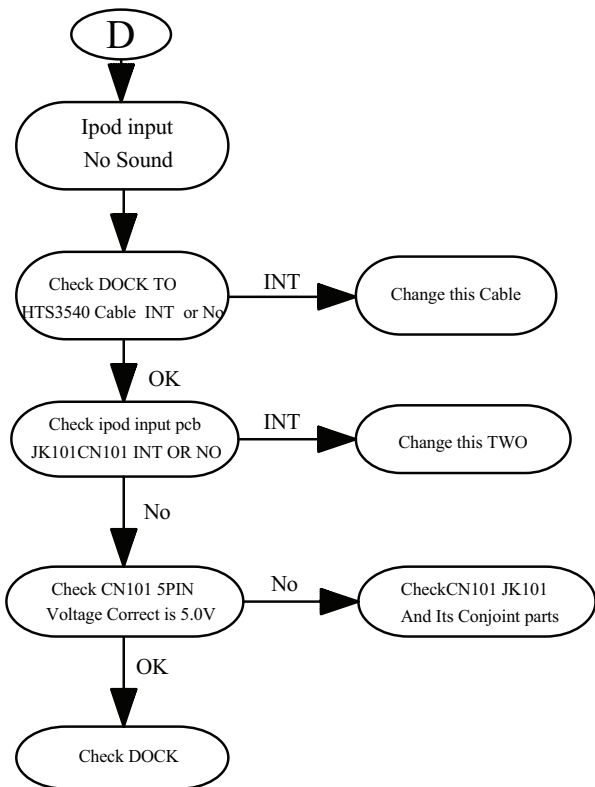 D
Ipod input
No Sound
Check DOCK TO
HTS3540 Cable INT or No
INT
Change this Cable
OK
Check ipod input pcb
JK101CN101 INT OR NO
INT
Change this TWO
No
Check CN101 5PIN
Voltage Correct is 5.0V
No
CheckCN101 JK101
And Its Conjoint parts
OK
Check DOCK